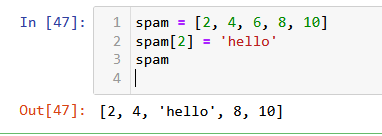 In [47]:
1 spam = [2, 4, 6, 8, 10]
2 spam[2] = 'hello'
3 spam
4
Out[47]: [2, 4, 'hello', 8, 10]